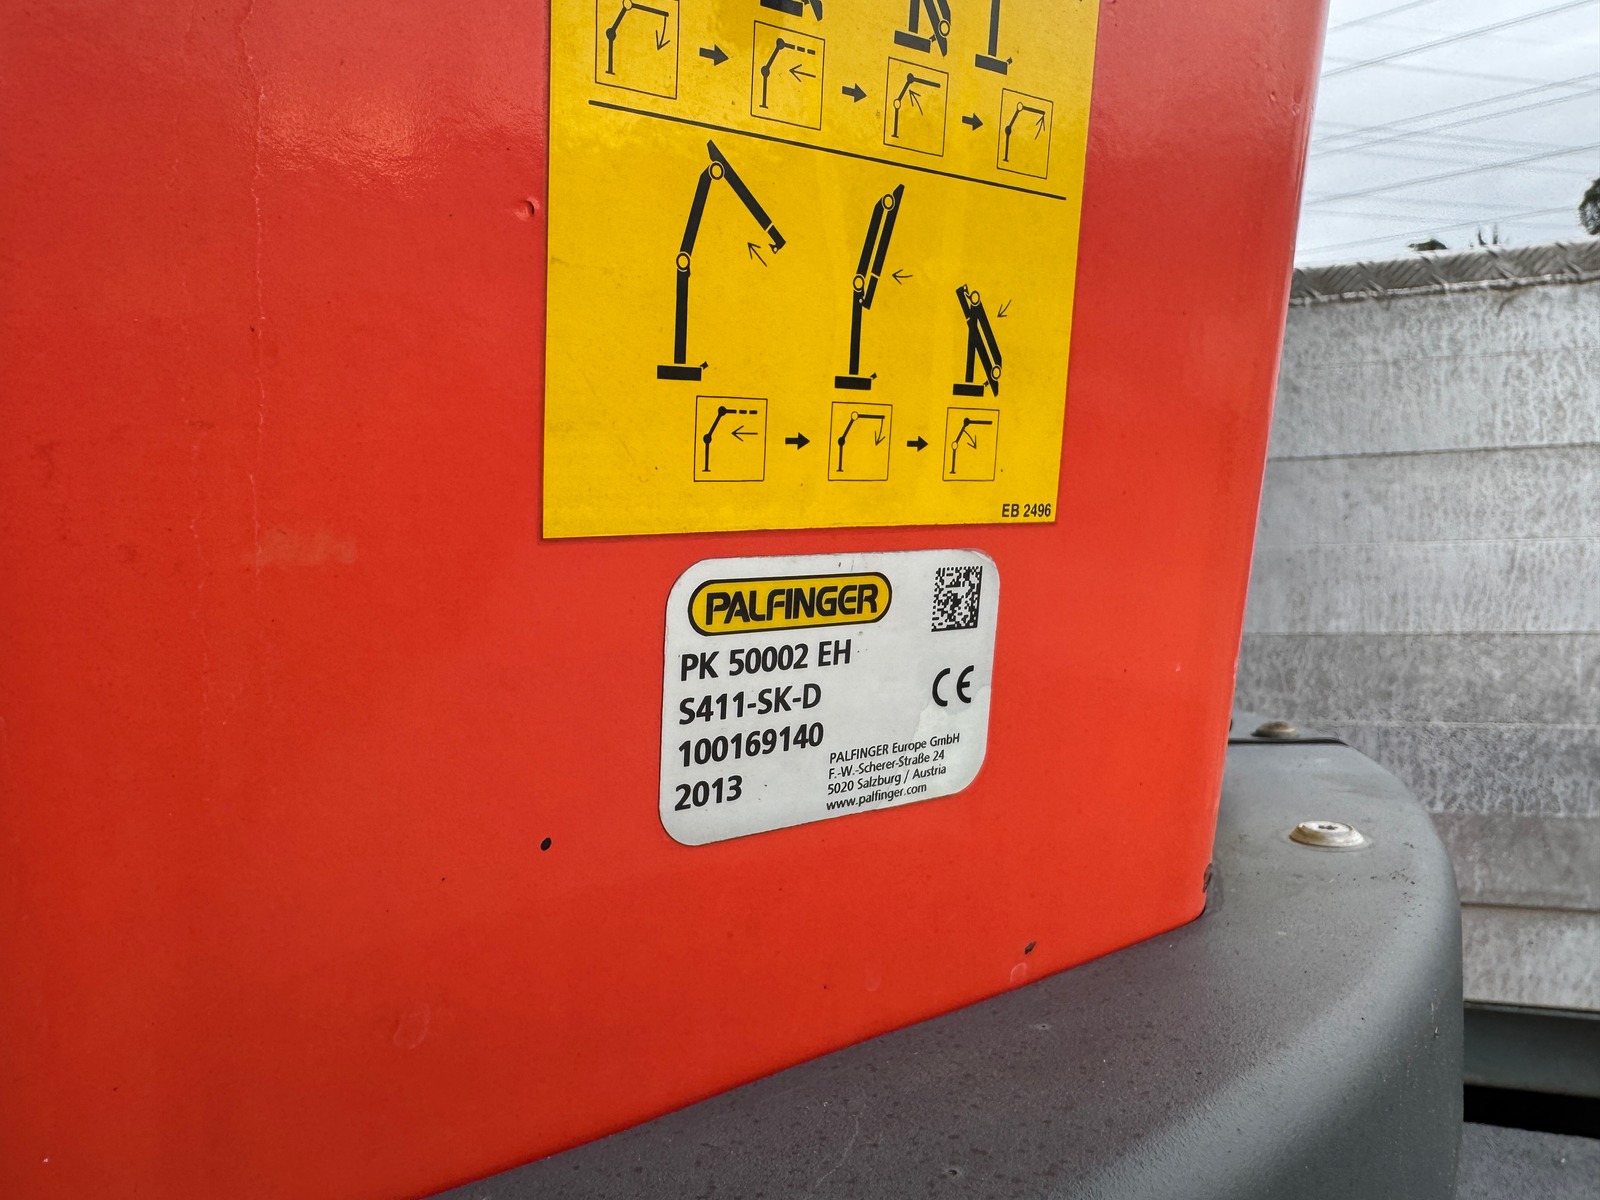 EB 2496
PALFINGER
PK 50002 EH
S411-SK-D
CE
100169140
2013
PALFINGER Europe GmbH
F.-W.-Scherer-Straße 24
5020 Salzburg / Austria
www.palfinger.com